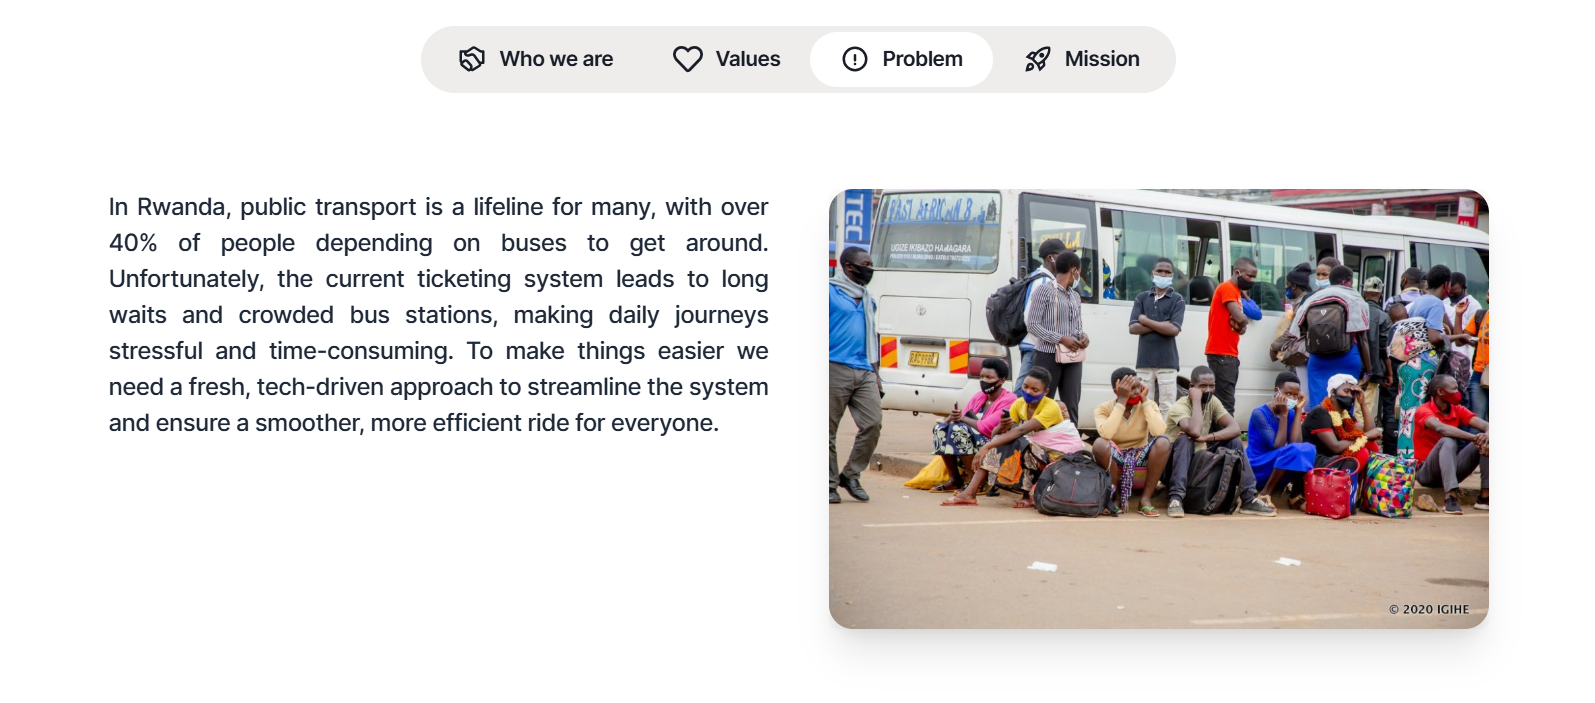 Who we are
Values
Problem
Mission
In Rwanda, public transport is a lifeline for many, with over
40% of people depending on buses to get around.
Unfortunately, the current ticketing system leads to long
waits and crowded bus stations, making daily journeys
stressful and time-consuming. To make things easier we
need a fresh, tech-driven approach to streamline the system
and ensure a smoother, more efficient ride for everyone.
TEC
UGIZE IKIBAZO HAMAGARA
© 2020 IGIHE